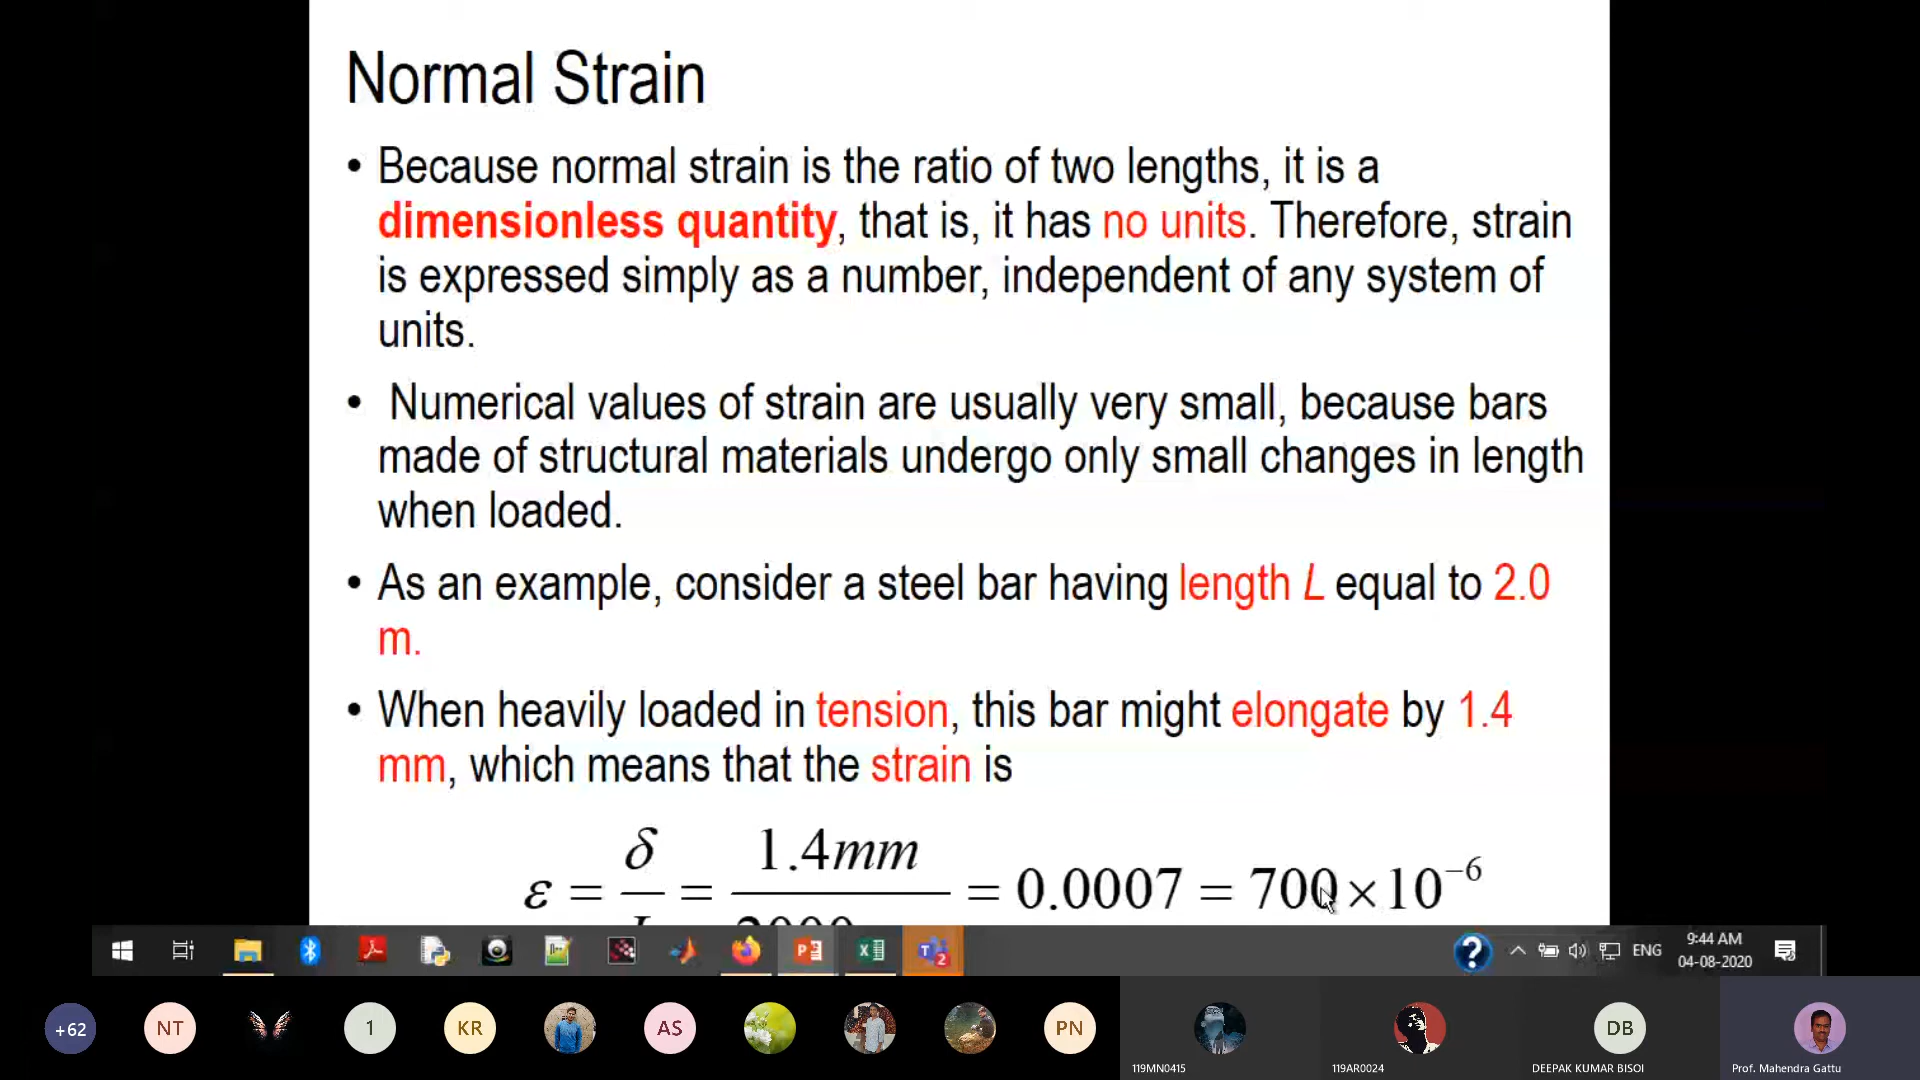 Normal Strain
• Because normal strain is the ratio of two lengths, it is a
dimensionless quantity, that is, it has no units. Therefore, strain
is expressed simply as a number, independent of any system of
units.
• Numerical values of strain are usually very small, because bars
made of structural materials undergo only small changes in length
when loaded.
• As an example, consider a steel bar having length L equal to 2.0
m.
• When heavily loaded in tension, this bar might elongate by 1.4
mm, which means that the strain is
ε = δ/L = 1.4mm/2000 = 0.0007 = 700×10⁻⁶
ENG
9:44 AM
04-08-2020
+62 NT 1 KR AS PN DB
119MN0415 119AR0024 DEEPAK KUMAR BISOI Prof. Mahendra Gattu